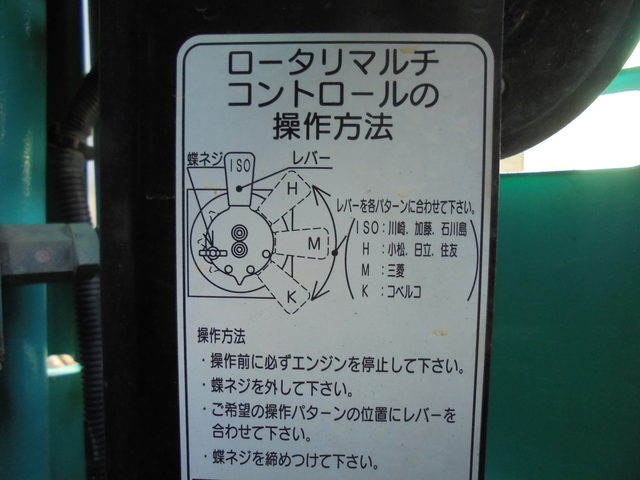 ロータリマルチ
コントロールの
操作方法
蝶ネジ
ISO
レバー
H
M
K
N
レバーを各パターンに合わせて下さい。
ISO：川崎．加藤．石川島
H ：小松．日立．住友
M ：三菱
K ：コベルコ
操作方法
・操作前に必ずエンジンを停止して下さい。
・蝶ネジを外して下さい。
・ご希望の操作パターンの位置にレバーを
合わせて下さい。
・蝶ネジを締めつけて下さい。